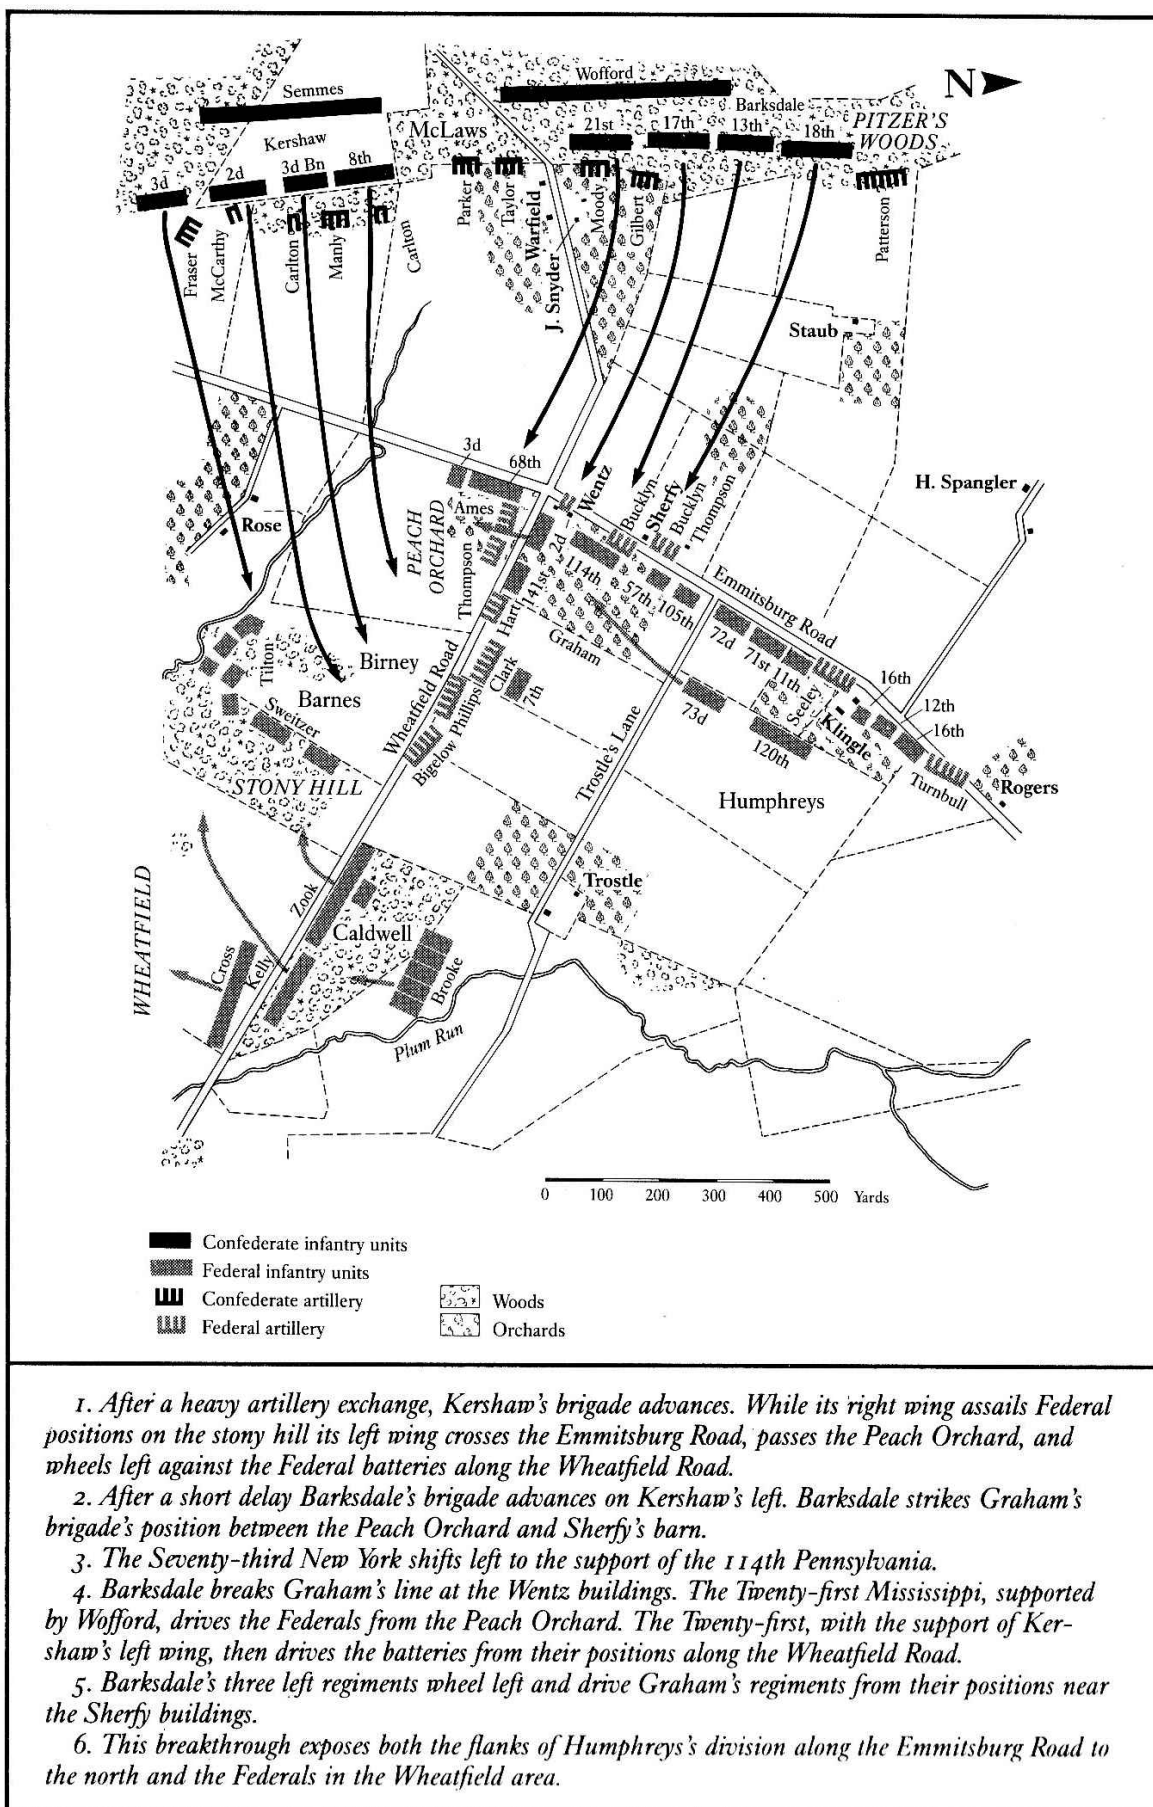 Semmes
Wofford
N
Kershaw
McLaws
Barksdale
21st
17th
13th
18th
PITZER'S
WOODS
3d
2d
3d Bn
8th
Fraser
McCarthy
Carlton
Manly
Carlton
Parker
Taylor
Warfield
J. Snyder
Moody
Gilbert
Patterson
Staub
3d
68th
Ames
Wentz
Bucklyn
Sherfy
Bucklyn
Thompson
H. Spangler
Rose
PEACH
ORCHARD
Thompson
2d
114th
57th
105th
Emmitsburg Road
141st
Hart
Graham
72d
71st
11th
Seeley
Klingle
16th
12th
16th
Turnbull
Rogers
Tilton
Birney
Barnes
Sweitzer
Wheatfield Road
Clark
7th
Phillips
Bigelow
73d
120th
Trostle's Lane
Humphreys
STONY HILL
WHEATFIELD
Zook
Trostle
Caldwell
Cross
Kelly
Brooke
Plum Run
0 100 200 300 400 500 Yards
Confederate infantry units
Federal infantry units
Confederate artillery
Federal artillery
Woods
Orchards
1. After a heavy artillery exchange, Kershaw's brigade advances. While its right wing assails Federal
positions on the stony hill its left wing crosses the Emmitsburg Road, passes the Peach Orchard, and
wheels left against the Federal batteries along the Wheatfield Road.
2. After a short delay Barksdale's brigade advances on Kershaw's left. Barksdale strikes Graham's
brigade's position between the Peach Orchard and Sherfy's barn.
3. The Seventy-third New York shifts left to the support of the 114th Pennsylvania.
4. Barksdale breaks Graham's line at the Wentz buildings. The Twenty-first Mississippi, supported
by Wofford, drives the Federals from the Peach Orchard. The Twenty-first, with the support of Ker-
shaw's left wing, then drives the batteries from their positions along the Wheatfield Road.
5. Barksdale's three left regiments wheel left and drive Graham's regiments from their positions near
the Sherfy buildings.
6. This breakthrough exposes both the flanks of Humphreys's division along the Emmitsburg Road to
the north and the Federals in the Wheatfield area.